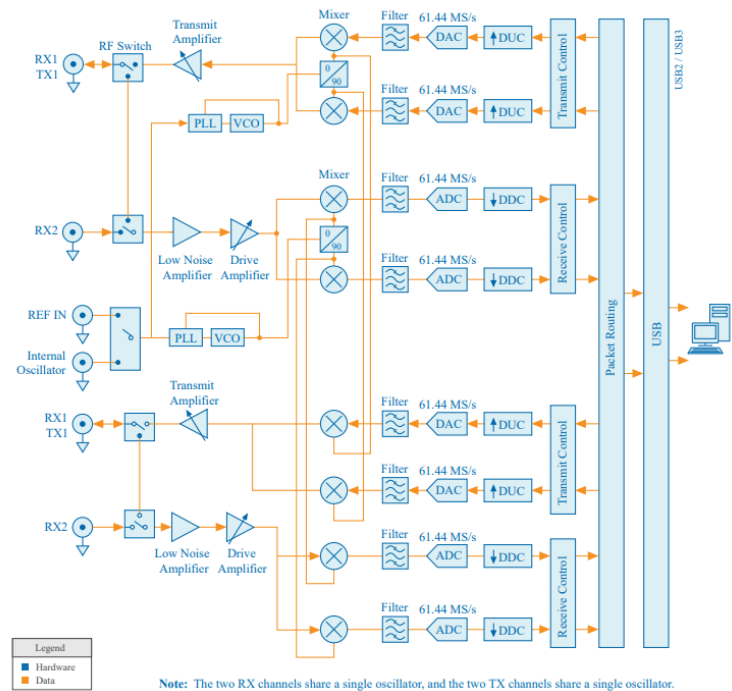 Transmit
Amplifier
Mixer
Filter
61.44 MS/s
DAC
DUC
RX1
TX1
RF Switch
0
90
Filter
61.44 MS/s
DAC
DUC
Transmit Control
PLL
VCO
USB2 / USB3
Mixer
Filter
61.44 MS/s
ADC
DDC
RX2
0
90
Low Noise
Amplifier
Drive
Amplifier
Filter
61.44 MS/s
ADC
DDC
Receive Control
REF IN
PLL
VCO
Internal
Oscillator
Packet Routing
USB
Transmit
Amplifier
RX1
TX1
Filter
61.44 MS/s
DAC
DUC
Filter
61.44 MS/s
DAC
DUC
Transmit Control
RX2
Low Noise
Amplifier
Drive
Amplifier
Filter
61.44 MS/s
ADC
DDC
Filter
61.44 MS/s
ADC
DDC
Receive Control
Legend
Hardware
Data
Note: The two RX channels share a single oscillator, and the two TX channels share a single oscillator.